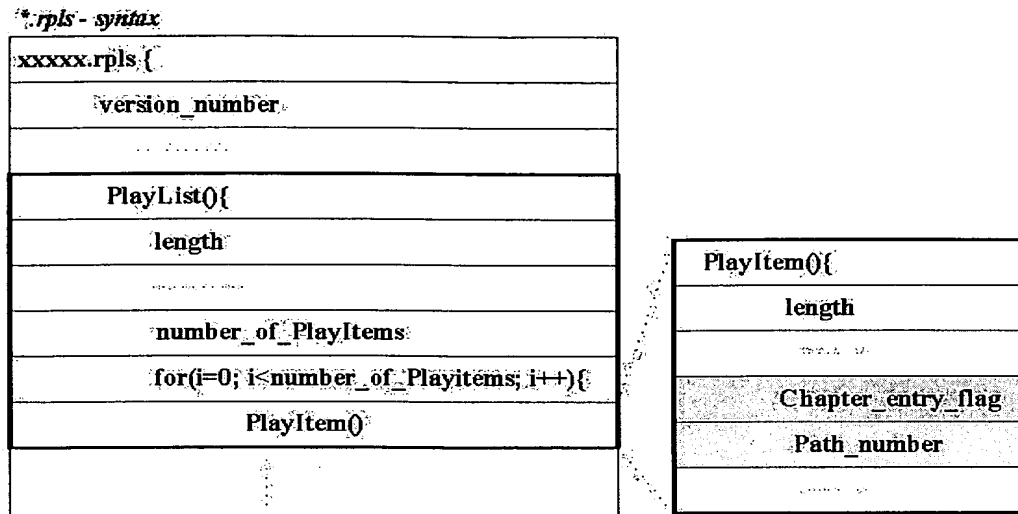 *.rpls - syntax
xxxxx.rpls {
version_number
PlayList(){
length
number_of_PlayItems
for(i=0; i<number_of_Playitems; i++){
PlayItem()
PlayItem(){
length
Chapter_entry_flag
Path_number